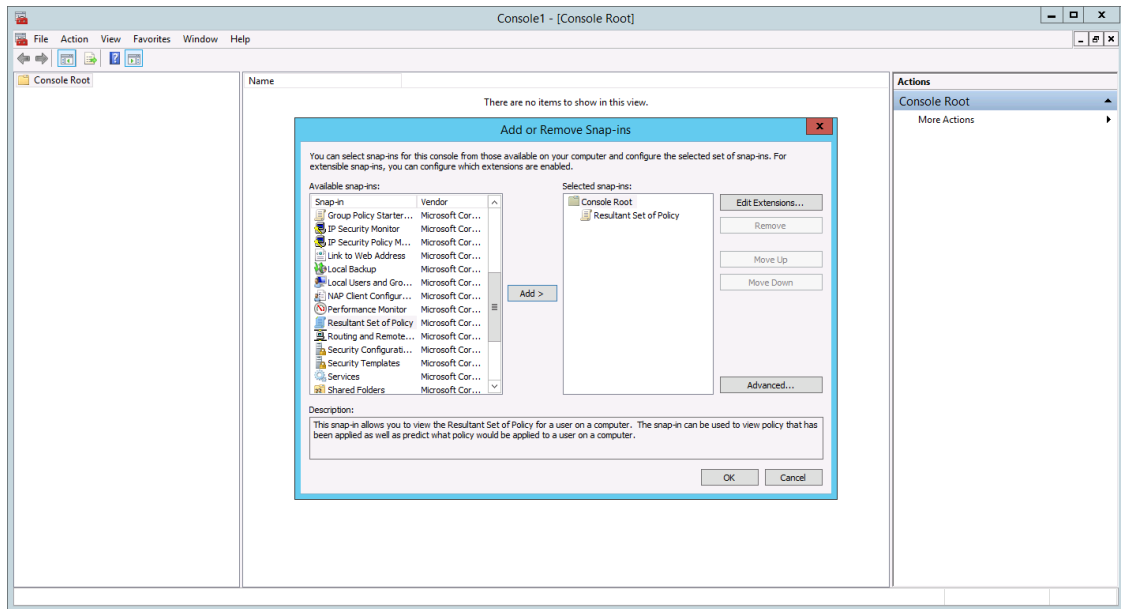 Console1 - [Console Root]
File Action View Favorites Window Help
Console Root
Name
There are no items to show in this view.
Actions
Console Root
More Actions
Add or Remove Snap-ins
You can select snap-ins for this console from those available on your computer and configure the selected set of snap-ins. For
extensible snap-ins, you can configure which extensions are enabled.
Available snap-ins:
Snap-in Vendor
Group Policy Starter... Microsoft Cor...
IP Security Monitor Microsoft Cor...
IP Security Policy M... Microsoft Cor...
Link to Web Address Microsoft Cor...
Local Backup Microsoft Cor...
Local Users and Gro... Microsoft Cor...
NAP Client Configur... Microsoft Cor...
Performance Monitor Microsoft Cor...
Resultant Set of Policy Microsoft Cor...
Routing and Remote... Microsoft Cor...
Security Configurati... Microsoft Cor...
Security Templates Microsoft Cor...
Services Microsoft Cor...
Shared Folders Microsoft Cor...
Add >
Selected snap-ins:
Console Root
Resultant Set of Policy
Edit Extensions...
Remove
Move Up
Move Down
Advanced...
Description:
This snap-in allows you to view the Resultant Set of Policy for a user on a computer. The snap-in can be used to view policy that has
been applied as well as predict what policy would be applied to a user on a computer.
OK
Cancel